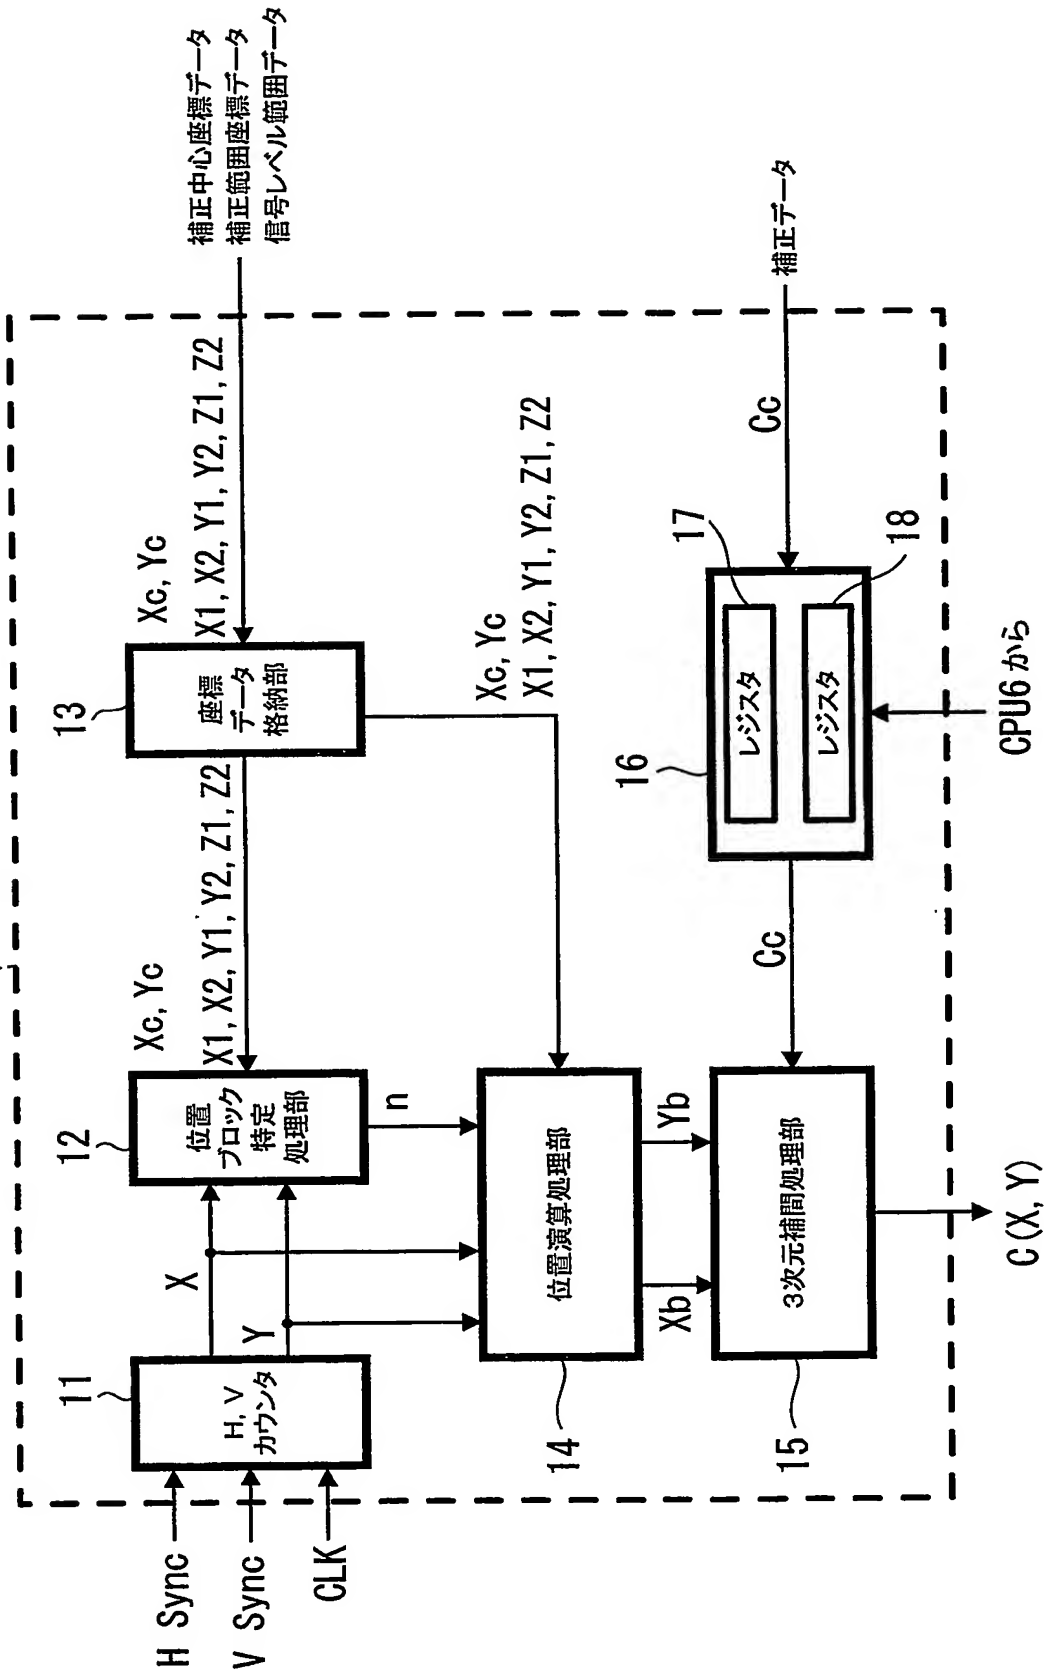 H Sync
V Sync
CLK
11
H, V
カウンタ
X
Y
12
位置
ブロック
特定
処理部
Xc, Yc
X1, X2, Y1, Y2, Z1, Z2
13
座標
データ
格納部
Xc, Yc
X1, X2, Y1, Y2, Z1, Z2
補正中心座標データ
補正範囲座標データ
信号レベル範囲データ
n
Xc, Yc
X1, X2, Y1, Y2, Z1, Z2
14
位置演算処理部
Xb
Yb
15
3次元補間処理部
Cc
16
レジスタ
17
レジスタ
18
Cc
補正データ
CPU6から
C(X, Y)